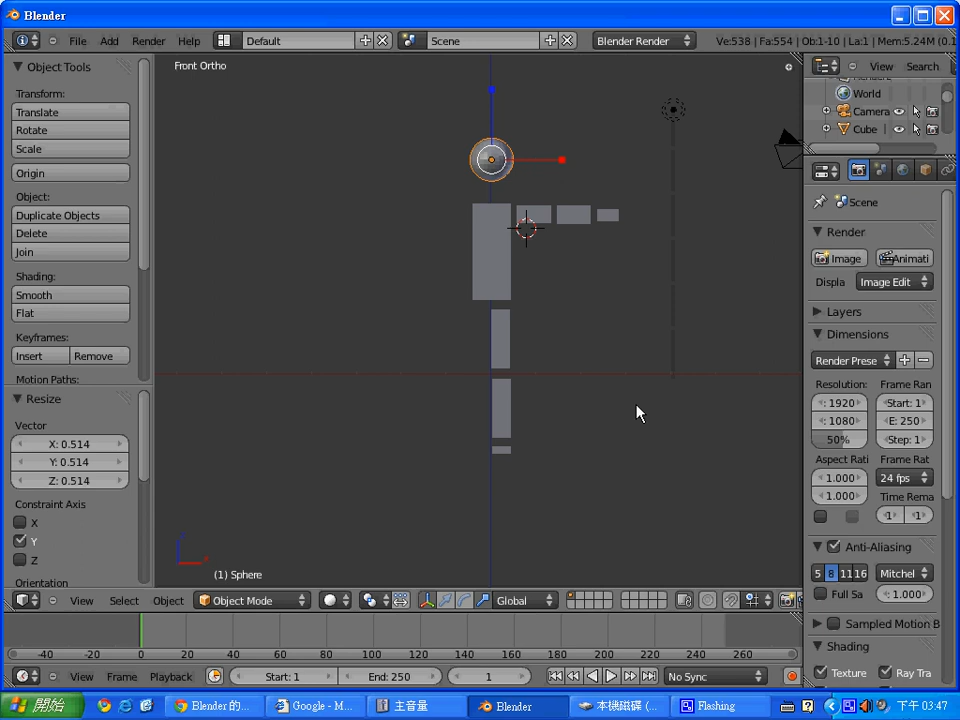 Blender
File Add Render Help Default Scene Blender Render Ve:538 | Fa:554 | Ob:1-10 | La:1 | Mem:5.24M (0.1
Object Tools
Front Ortho
View Search
Transform:
Translate
Rotate
Scale
Origin
Object:
Duplicate Objects
Delete
Join
Shading:
Smooth
Flat
Keyframes:
Insert Remove
Motion Paths:
Resize
Vector
X: 0.514
Y: 0.514
Z: 0.514
Constraint Axis
X
Y
Z
Orientation
(1) Sphere
World
Camera
Cube
Scene
Render
Image Animati
Displa Image Edit
Layers
Dimensions
Render Prese
Resolution: Frame Ran
: 1920 Start: 1
: 1080 E: 250
50% Step: 1
Aspect Rati Frame Rat
1.000 24 fps
1.000 Time Rema
1 1
Anti-Aliasing
5 8 11 16 Mitchel
Full Sa : 1.000
Sampled Motion B
Shading
Texture Ray Tra
View Select Object Object Mode Global
-40 -20 0 20 40 60 80 100 120 140 160 180 200 220 240 260
View Frame Playback Start: 1 End: 250 1 No Sync
開始 Blender 的... Google - M... 主音量 Blender 本機磁碟 (... Flashing 下午 03:47